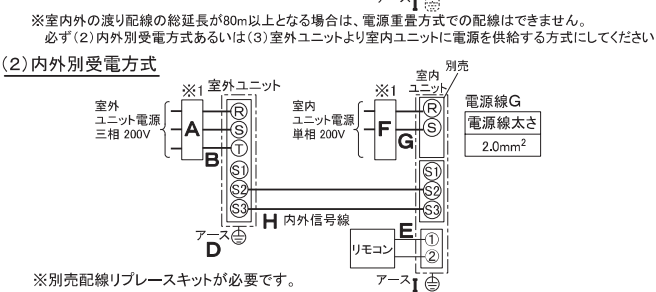 I
※室内外の渡り配線の総延長が80m以上となる場合は、電源重畳方式での配線はできません。
必ず(2)内外別受電方式あるいは(3)室外ユニットより室内ユニットに電源を供給する方式にしてください
(2)内外別受電方式
※1 室外ユニット
室外
ユニット電源
三相 200V
A
B
R
S
T
S1
S2
S3
アース
D
H 内外信号線
※1
室内
ユニット
別売
室内
ユニット電源
単相 200V
F
G
R
S
S1
S2
S3
E
リモコン
①
②
アース I
電源線G
電源線太さ
2.0mm²
※別売配線リプレースキットが必要です。